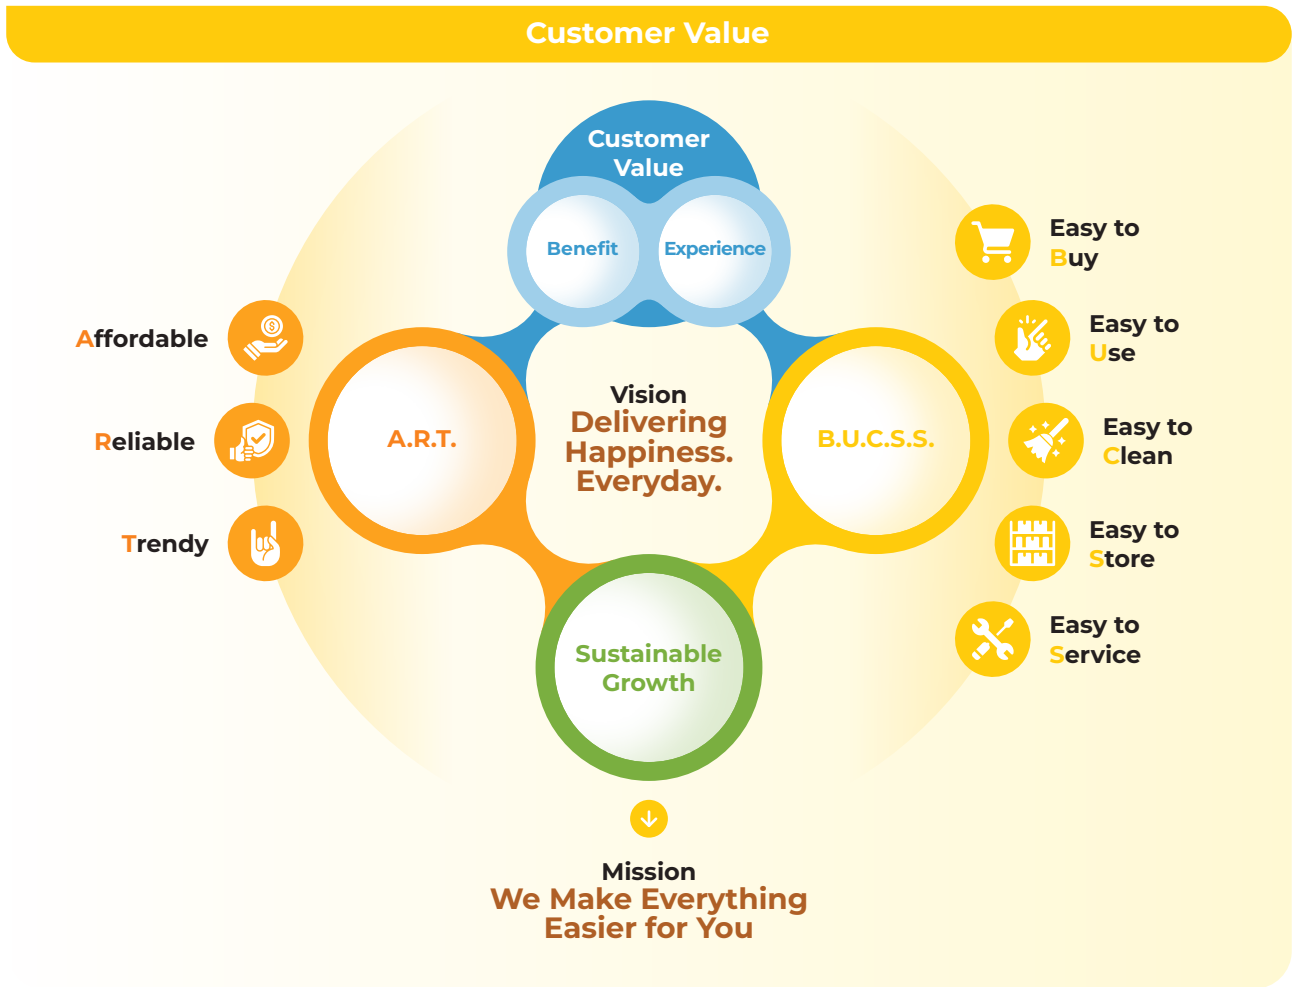 Customer Value
Customer
Value
Benefit
Experience
Affordable
Reliable
Trendy
A.R.T.
Vision
Delivering
Happiness.
Everyday.
B.U.C.S.S.
Easy to
Buy
Easy to
Use
Easy to
Clean
Easy to
Store
Easy to
Service
Sustainable
Growth
Mission
We Make Everything
Easier for You